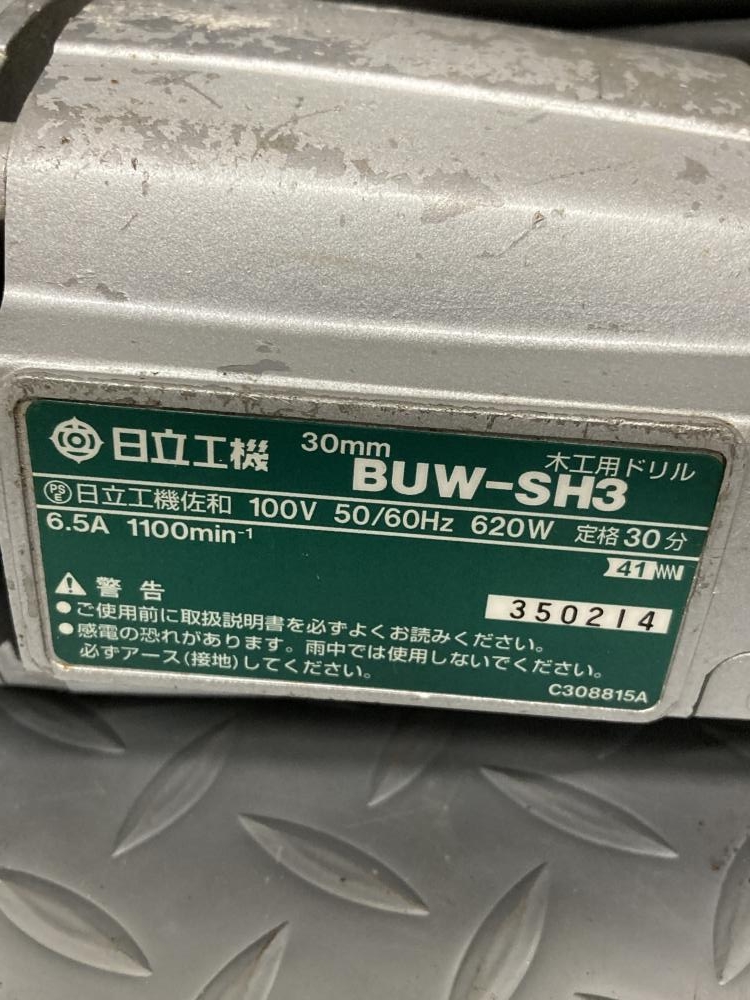 日立工機 30mm 木工用ドリル
BUW-SH3
PSE 日立工機佐和 100V 50/60Hz 620W 定格30分
6.5A 1100min⁻¹
41
警告
350214
●ご使用前に取扱説明書を必ずよくお読みください。
●感電の恐れがあります。雨中では使用しないでください。
必ずアース(接地)してください。
C308815A